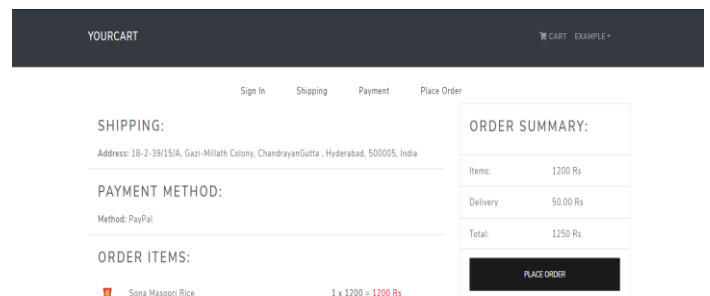 YOURCART
CART EXAMPLE
Sign In Shipping Payment Place Order
SHIPPING:
Address: 18-2-39/15/A, Gazi-Millath Colony, ChandrayanGutta , Hyderabad, 500005, India
PAYMENT METHOD:
Method: PayPal
ORDER ITEMS:
Sona Masoori Rice 1 x 1200 = 1200 Rs
ORDER SUMMARY:
Items: 1200 Rs
Delivery 50.00 Rs
Total: 1250 Rs
PLACE ORDER